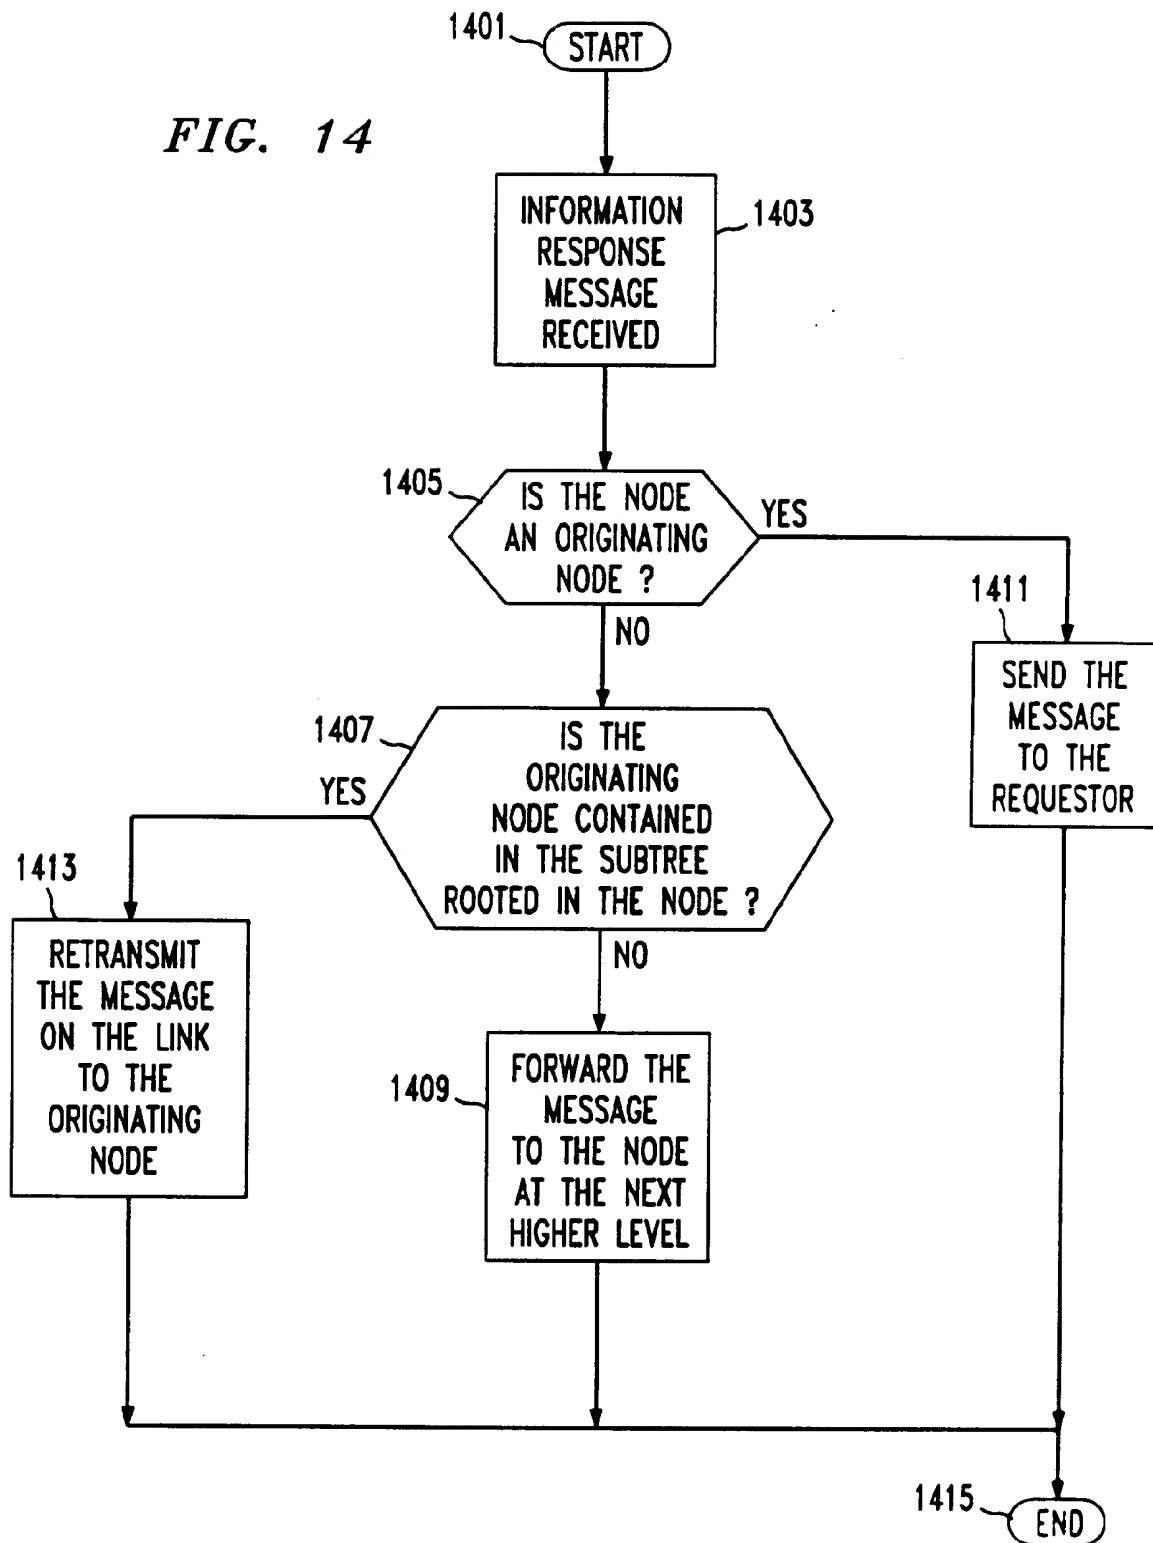 1401
START
FIG. 14
INFORMATION
RESPONSE
MESSAGE
RECEIVED
1403
1405
IS THE NODE
AN ORIGINATING
NODE ?
YES
NO
1411
SEND THE
MESSAGE
TO THE
REQUESTOR
1407
IS THE
ORIGINATING
NODE CONTAINED
IN THE SUBTREE
ROOTED IN THE NODE ?
YES
NO
1413
RETRANSMIT
THE MESSAGE
ON THE LINK
TO THE
ORIGINATING
NODE
1409
FORWARD THE
MESSAGE
TO THE NODE
AT THE NEXT
HIGHER LEVEL
1415
END